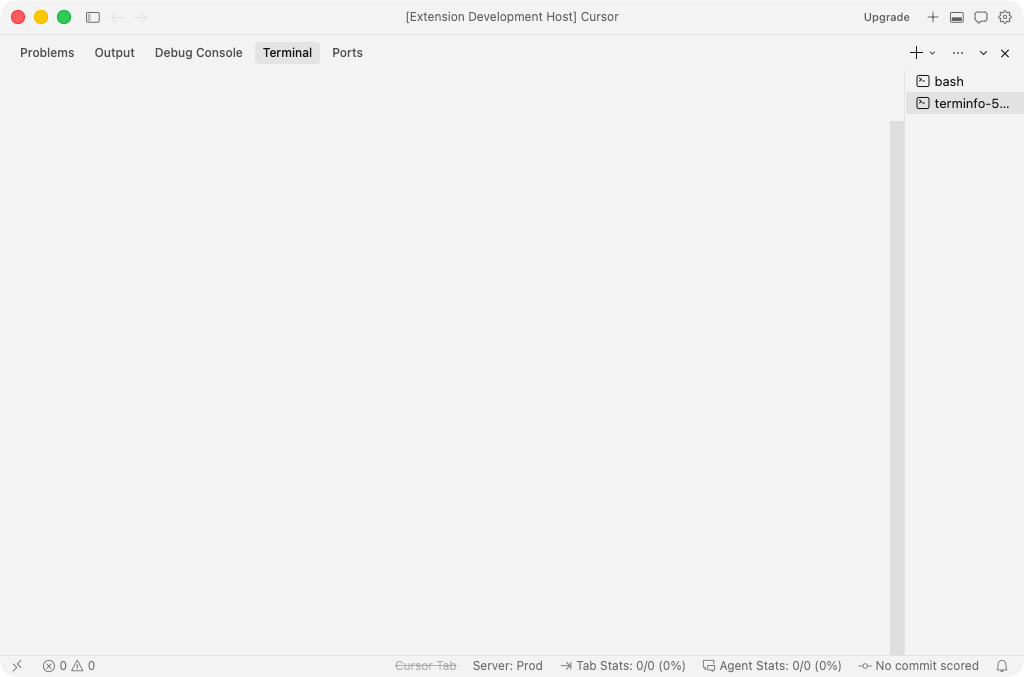 [Extension Development Host] Cursor
Upgrade
Problems Output Debug Console Terminal Ports
bash
terminfo-5...
0 0 Cursor Tab Server: Prod Tab Stats: 0/0 (0%) Agent Stats: 0/0 (0%) No commit scored